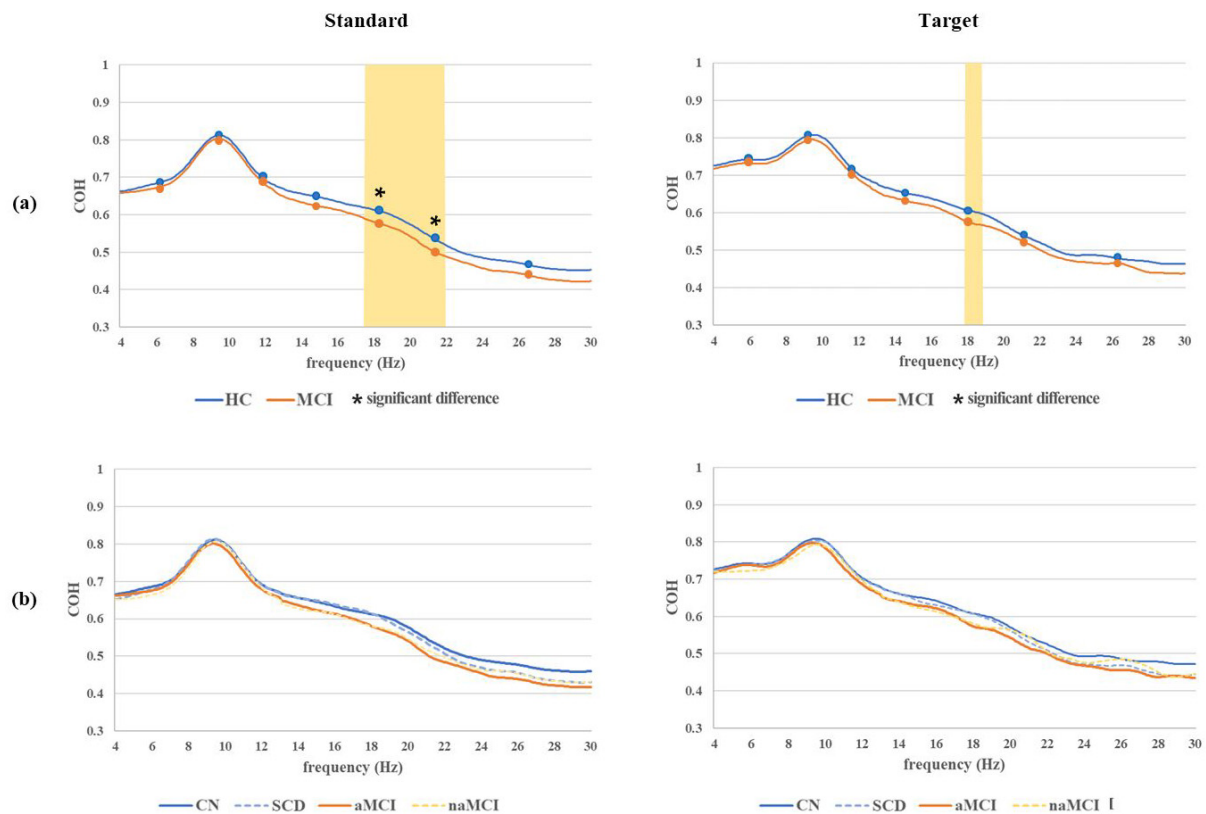 Standard
Target
(a)
COH
1
0.9
0.8
0.7
0.6
0.5
0.4
0.3
*
*
4 6 8 10 12 14 16 18 20 22 24 26 28 30
frequency (Hz)
HC MCI * significant difference
COH
1
0.9
0.8
0.7
0.6
0.5
0.4
0.3
4 6 8 10 12 14 16 18 20 22 24 26 28 30
frequency (Hz)
HC MCI * significant difference
(b)
COH
1
0.9
0.8
0.7
0.6
0.5
0.4
0.3
4 6 8 10 12 14 16 18 20 22 24 26 28 30
frequency (Hz)
CN SCD aMCI naMCI
COH
1
0.9
0.8
0.7
0.6
0.5
0.4
0.3
4 6 8 10 12 14 16 18 20 22 24 26 28 30
frequency (Hz)
CN SCD aMCI naMCI [